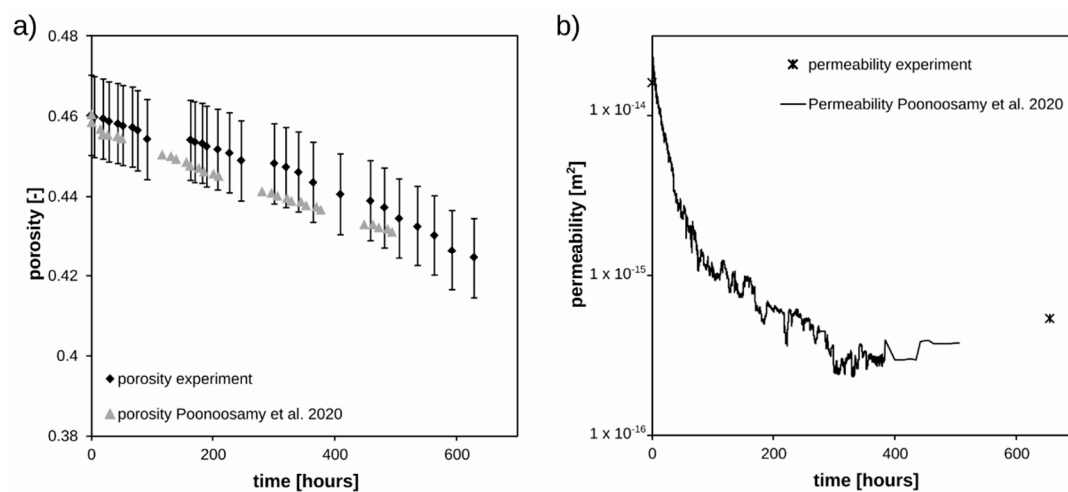 a)
0.48
0.46
0.44
0.42
0.4
0.38
porosity [-]
porosity experiment
porosity Poonoosamy et al. 2020
0
200
400
600
time [hours]
b)
1 x 10-14
1 x 10-15
1 x 10-16
permeability [m2]
permeability experiment
Permeability Poonoosamy et al. 2020
0
200
400
600
time [hours]